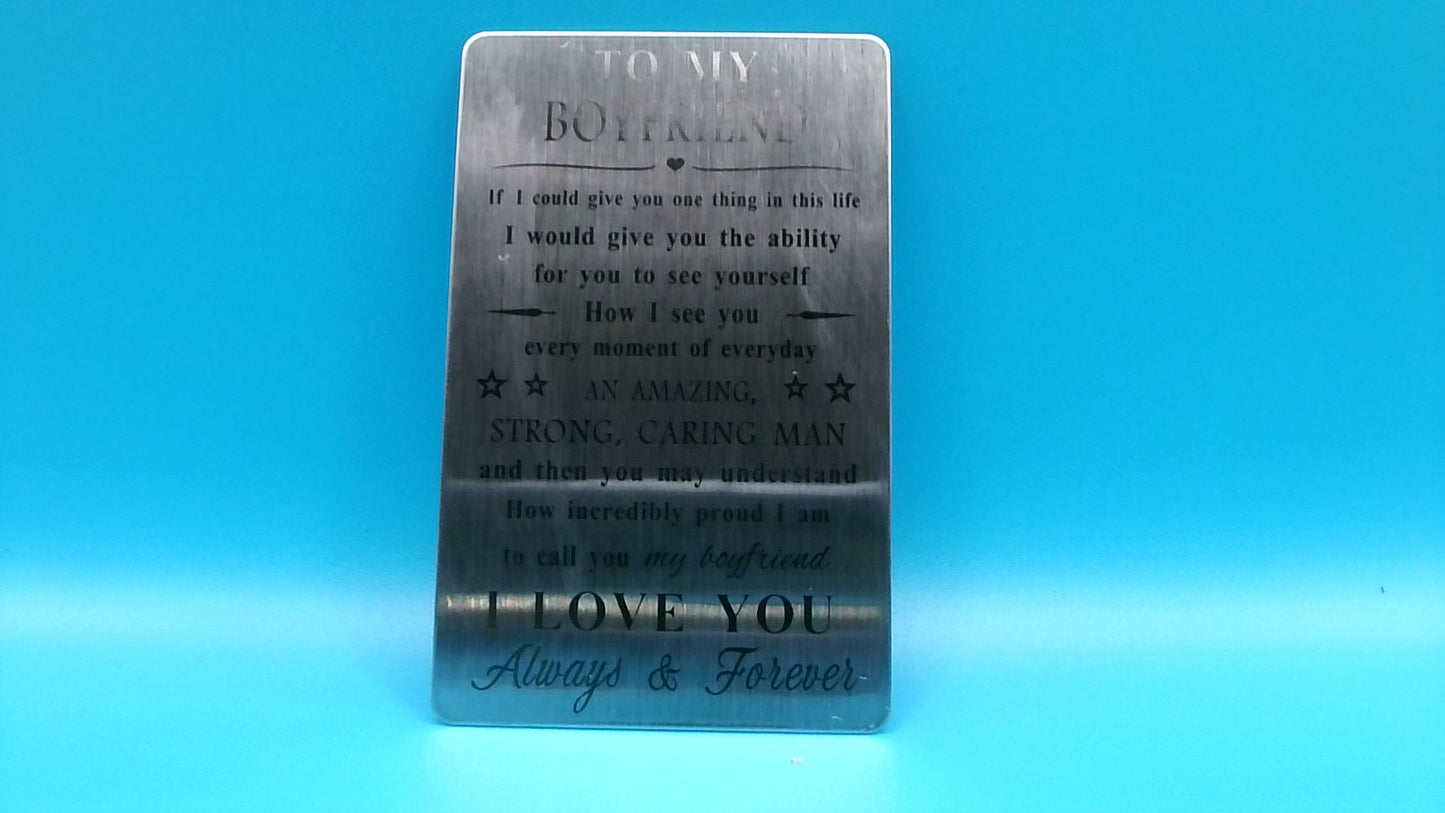 TO MY
BOYFRIEND
If I could give you one thing in this life
I would give you the ability
for you to see yourself
How I see you
every moment of everyday
AN AMAZING,
STRONG, CARING MAN
and then you may understand
How incredibly proud I am
to call you my boyfriend
I LOVE YOU
Always & Forever